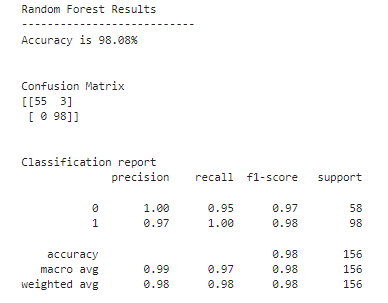 Random Forest Results
---------------------------
Accuracy is 98.08%
Confusion Matrix
[[55  3]
 [ 0 98]]
Classification report
precision    recall  f1-score   support
0       1.00      0.95      0.97        58
1       0.97      1.00      0.98        98
accuracy                           0.98       156
macro avg       0.99      0.97      0.98       156
weighted avg       0.98      0.98      0.98       156